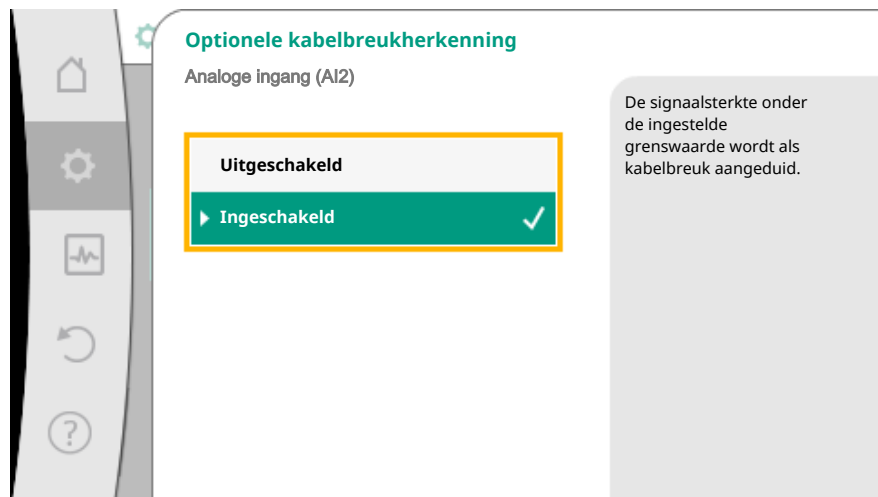 Optionele kabelbreukherkenning
Analoge ingang (AI2)
Uitgeschakeld
Ingeschakeld
De signaalsterkte onder
de ingestelde
grenswaarde wordt als
kabelbreuk aangeduid.
?